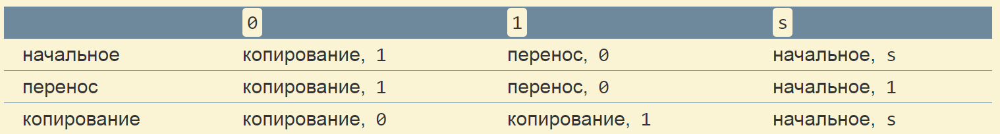 0 1 s
начальное копирование, 1 перенос, 0 начальное, s
перенос копирование, 1 перенос, 0 начальное, 1
копирование копирование, 0 копирование, 1 начальное, s